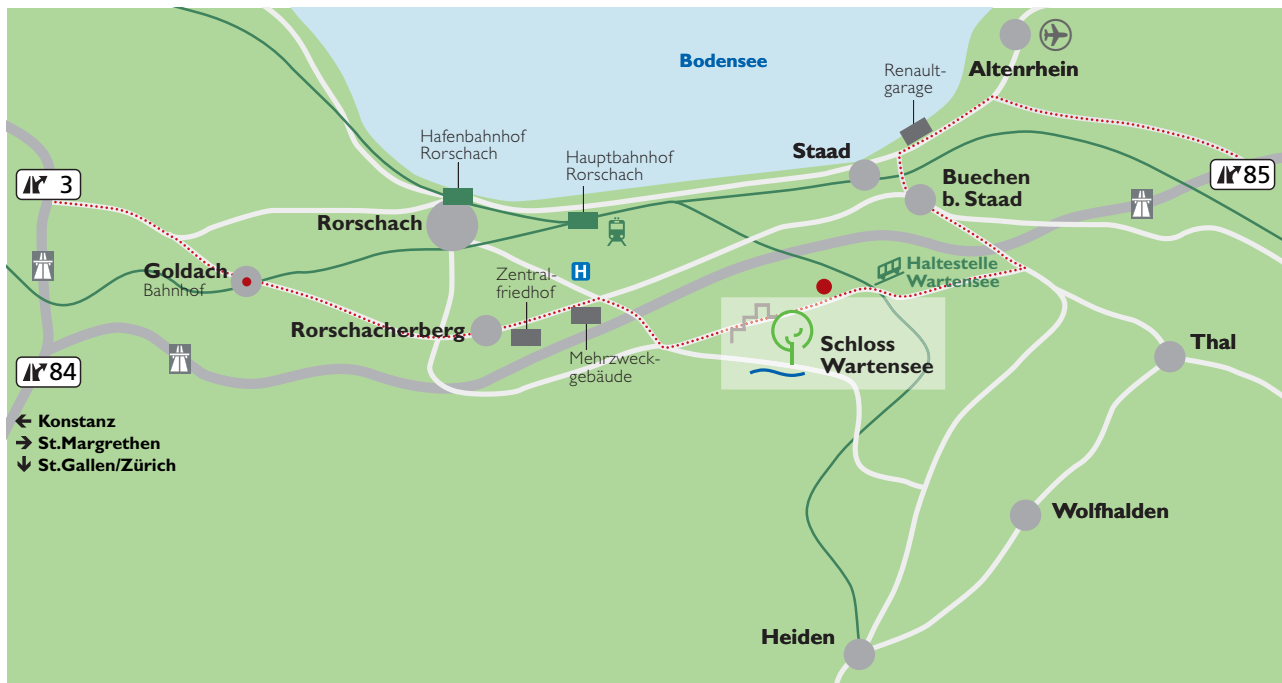 Bodensee
Altenrhein
Renault-
garage
Hafenbahnhof
Rorschach
Hauptbahnhof
Rorschach
Staad
Buechen
b. Staad
3
85
Rorschach
Goldach
Bahnhof
H
Zentral-
friedhof
Haltestelle
Wartensee
Rorschacherberg
Mehrzweck-
gebäude
Schloss
Wartensee
Thal
84
← Konstanz
→ St.Margrethen
↓ St.Gallen/Zürich
Wolfhalden
Heiden